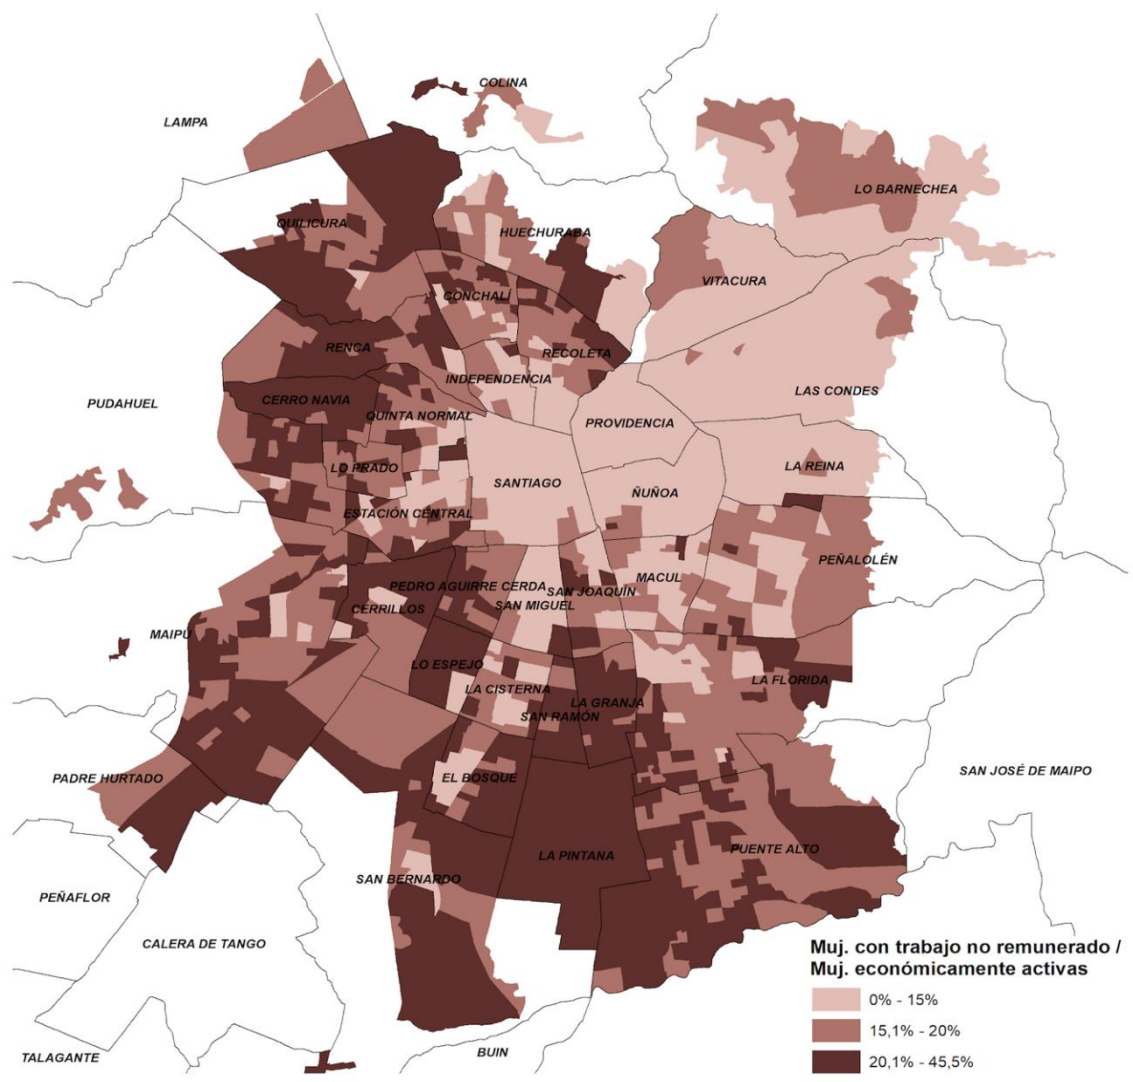 COLINA
LAMPA
LO BARNECHEA
QUILICURA
HUECHURABA
VITACURA
CONCHALÍ
RENCA
RECOLETA
INDEPENDENCIA
LAS CONDES
PUDAHUEL
CERRO NAVIA
QUINTA NORMAL
PROVIDENCIA
LO PRADO
LA REINA
SANTIAGO
ÑUÑOA
ESTACIÓN CENTRAL
PEÑALOLÉN
MACUL
PEDRO AGUIRRE CERDA
SAN JOAQUÍN
SAN MIGUEL
CERRILLOS
MAIPÚ
LO ESPEJO
LA FLORIDA
LA CISTERNA
LA GRANJA
SAN RAMÓN
PADRE HURTADO
EL BOSQUE
SAN JOSÉ DE MAIPO
PUENTE ALTO
LA PINTANA
SAN BERNARDO
PEÑAFLOR
CALERA DE TANGO
TALAGANTE
BUIN
Muj. con trabajo no remunerado /
Muj. económicamente activas
0% - 15%
15,1% - 20%
20,1% - 45,5%